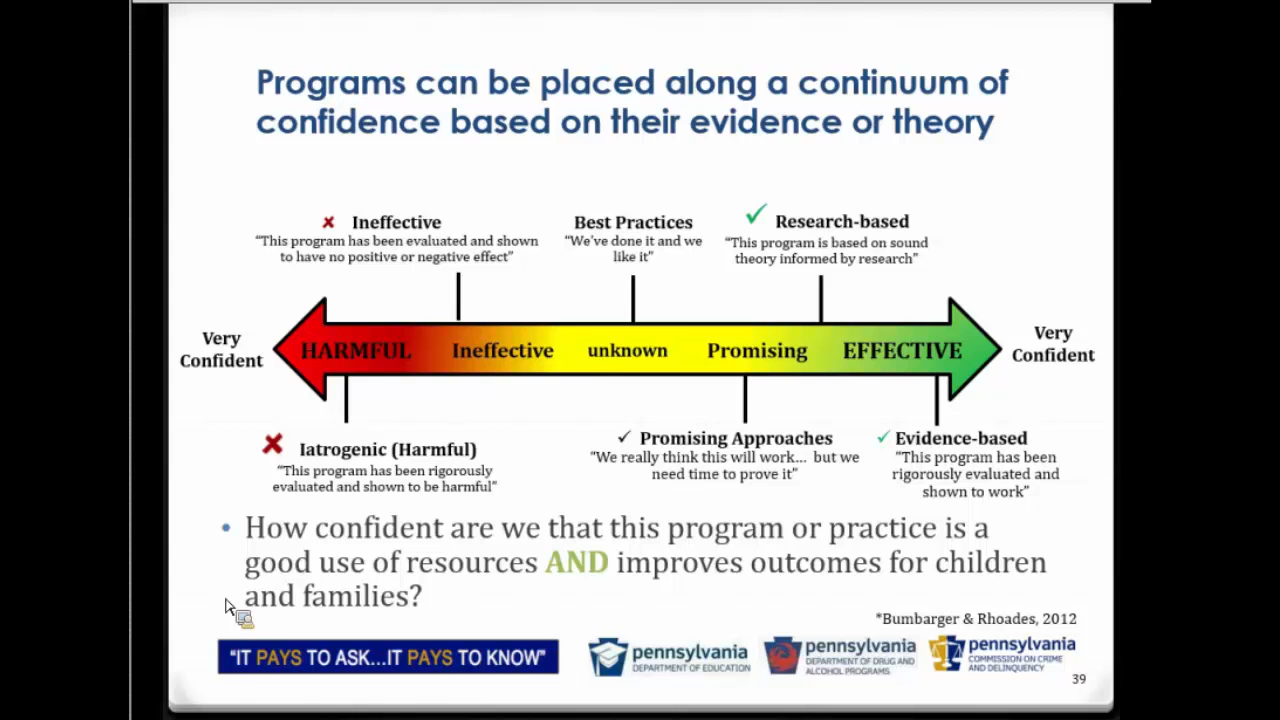 Programs can be placed along a continuum of
confidence based on their evidence or theory
✘ Ineffective
“This program has been evaluated and shown
to have no positive or negative effect”
Best Practices
“We’ve done it and we
like it”
✓ Research-based
“This program is based on sound
theory informed by research”
Very
Confident
HARMFUL Ineffective unknown Promising EFFECTIVE
Very
Confident
✘ Iatrogenic (Harmful)
“This program has been rigorously
evaluated and shown to be harmful”
✓ Promising Approaches
“We really think this will work... but we
need time to prove it”
✓ Evidence-based
“This program has been
rigorously evaluated and
shown to work”
• How confident are we that this program or practice is a
good use of resources AND improves outcomes for children
and families?
*Bumbarger & Rhoades, 2012
“IT PAYS TO ASK...IT PAYS TO KNOW”
pennsylvania
DEPARTMENT OF EDUCATION
pennsylvania
DEPARTMENT OF DRUG AND
ALCOHOL PROGRAMS
pennsylvania
COMMISSION ON CRIME
AND DELINQUENCY
39